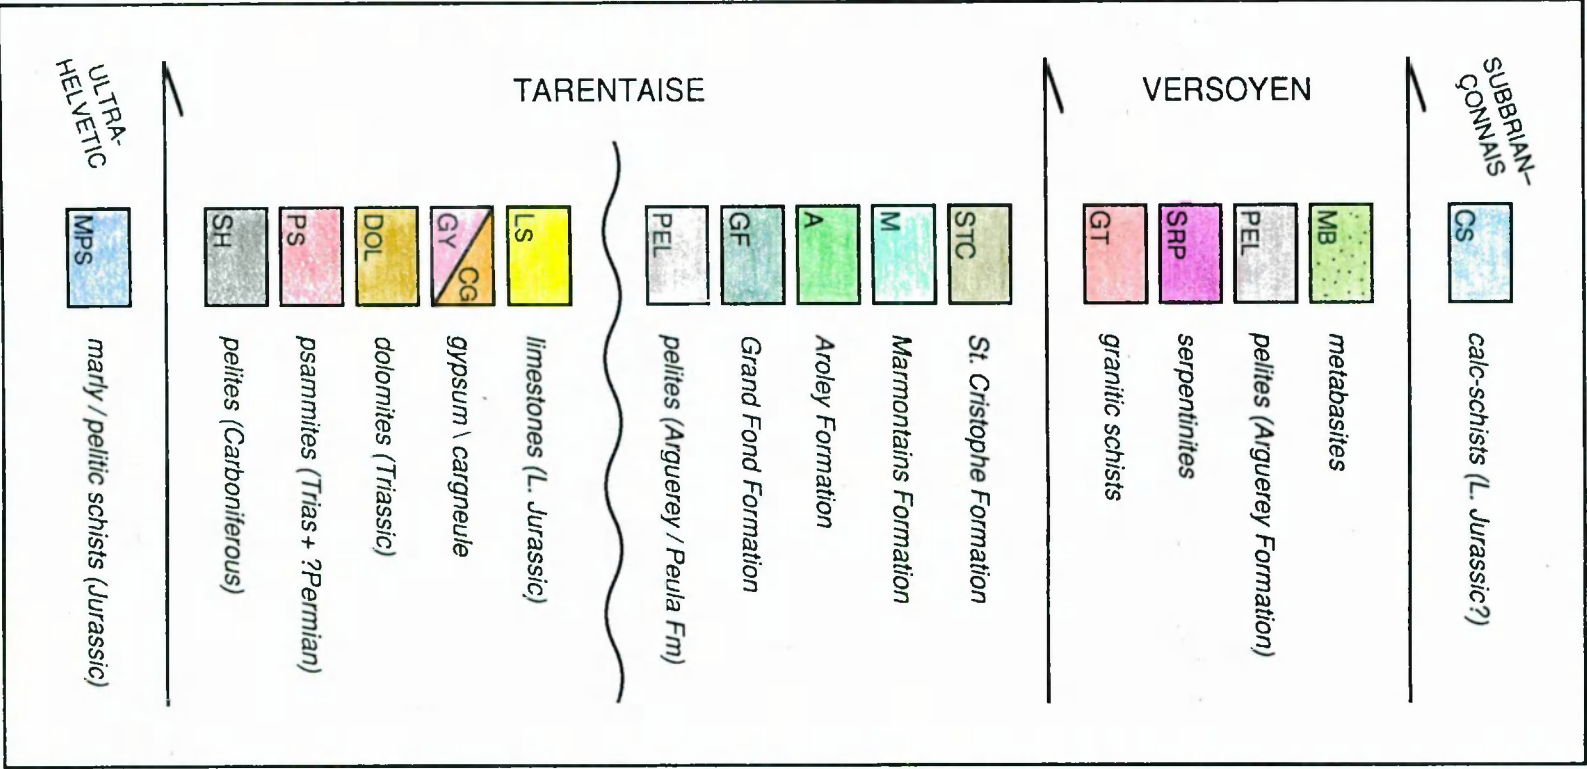 ULTRA-
HELVETIC
MPS
marly / pelitic schists (Jurassic)
TARENTAISE
SH
pelites (Carboniferous)
PS
psammites (Trias + ?Permian)
DOL
dolomites (Triassic)
GY
CG
gypsum \ cargneule
LS
limestones (L. Jurassic)
PEL
pelites (Arguerey / Peula Fm)
GF
Grand Fond Formation
A
Aroley Formation
M
Marmontains Formation
STC
St. Cristophe Formation
VERSOYEN
GT
granitic schists
SRP
serpentinites
PEL
pelites (Arguerey Formation)
MB
metabasites
SUBBRIAN-
ÇONNAIS
CS
calc-schists (L. Jurassic?)